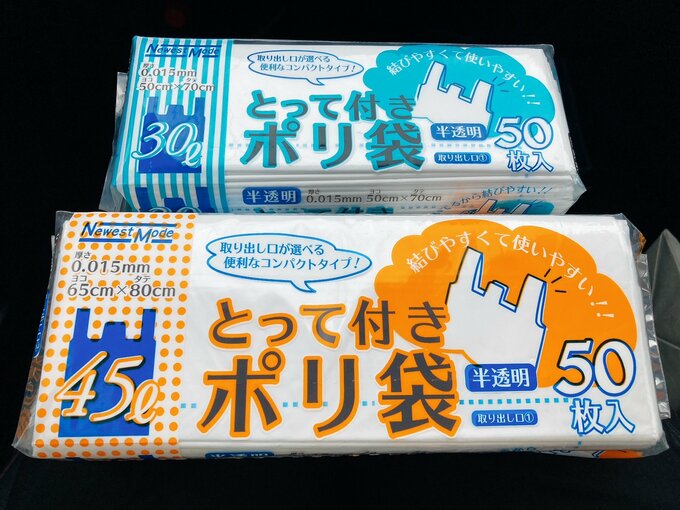 Newest Mode
厚さ
0.015mm
ヨコ タテ
50cm×70cm
30ℓ
取り出し口が選べる
便利なコンパクトタイプ!
結びやすくて使いやすい!!
とって付き
ポリ袋
半透明
取り出し口①
50
枚入
半透明
厚さ ヨコ タテ
0.015mm 50cm×70cm
Newest Mode
厚さ
0.015mm
ヨコ タテ
65cm×80cm
45ℓ
取り出し口が選べる
便利なコンパクトタイプ!
結びやすくて使いやすい!!
とって付き
ポリ袋
半透明
取り出し口①
50
枚入